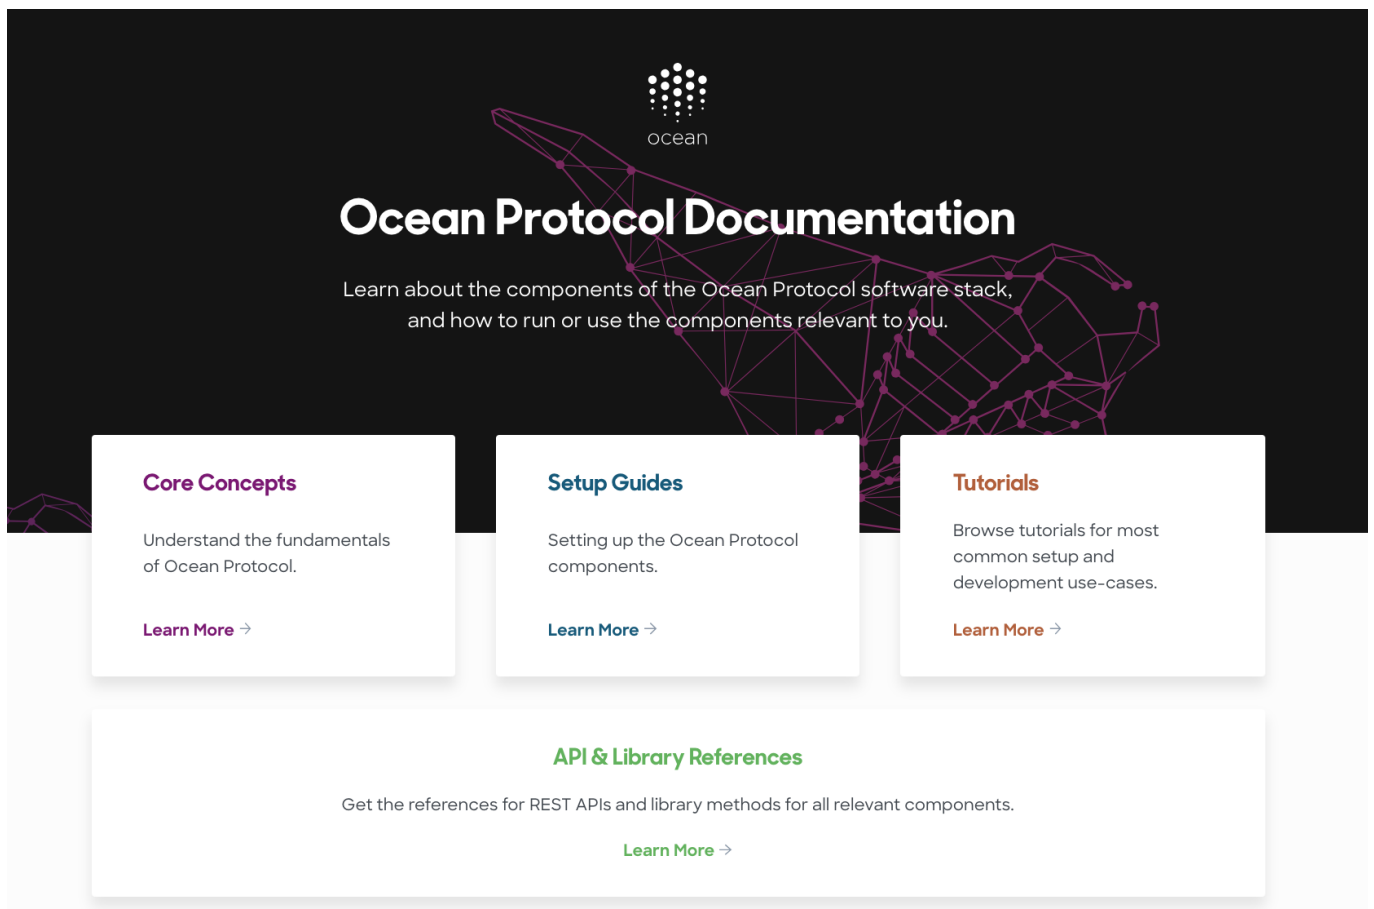 ocean
Ocean Protocol Documentation
Learn about the components of the Ocean Protocol software stack,
and how to run or use the components relevant to you.
Core Concepts
Understand the fundamentals
of Ocean Protocol.
Learn More →
Setup Guides
Setting up the Ocean Protocol
components.
Learn More →
Tutorials
Browse tutorials for most
common setup and
development use-cases.
Learn More →
API & Library References
Get the references for REST APIs and library methods for all relevant components.
Learn More →